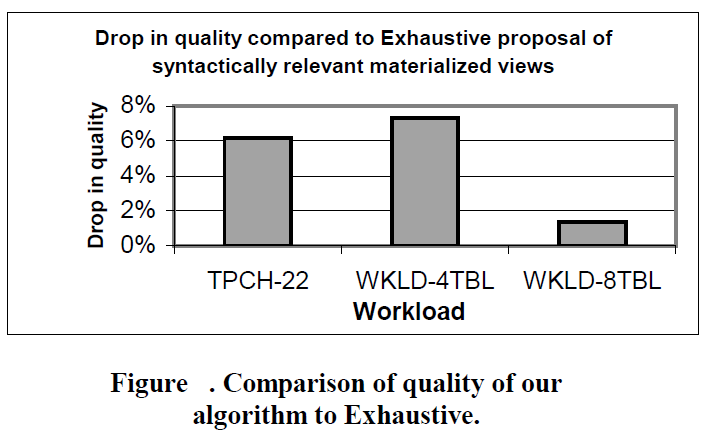 Drop in quality compared to Exhaustive proposal of
syntactically relevant materialized views
Drop in quality
8%
6%
4%
2%
0%
TPCH-22 WKLD-4TBL WKLD-8TBL
Workload
Figure . Comparison of quality of our
algorithm to Exhaustive.